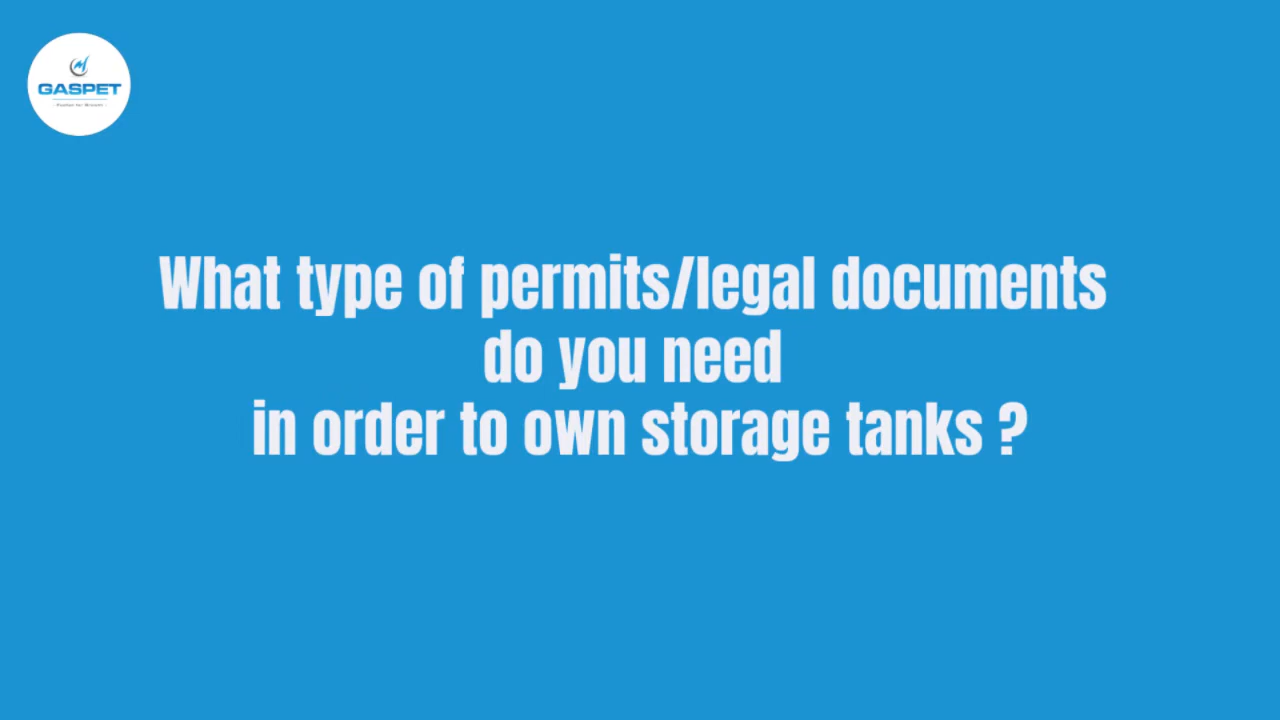 GASPET
What type of permits/legal documents
do you need
in order to own storage tanks ?